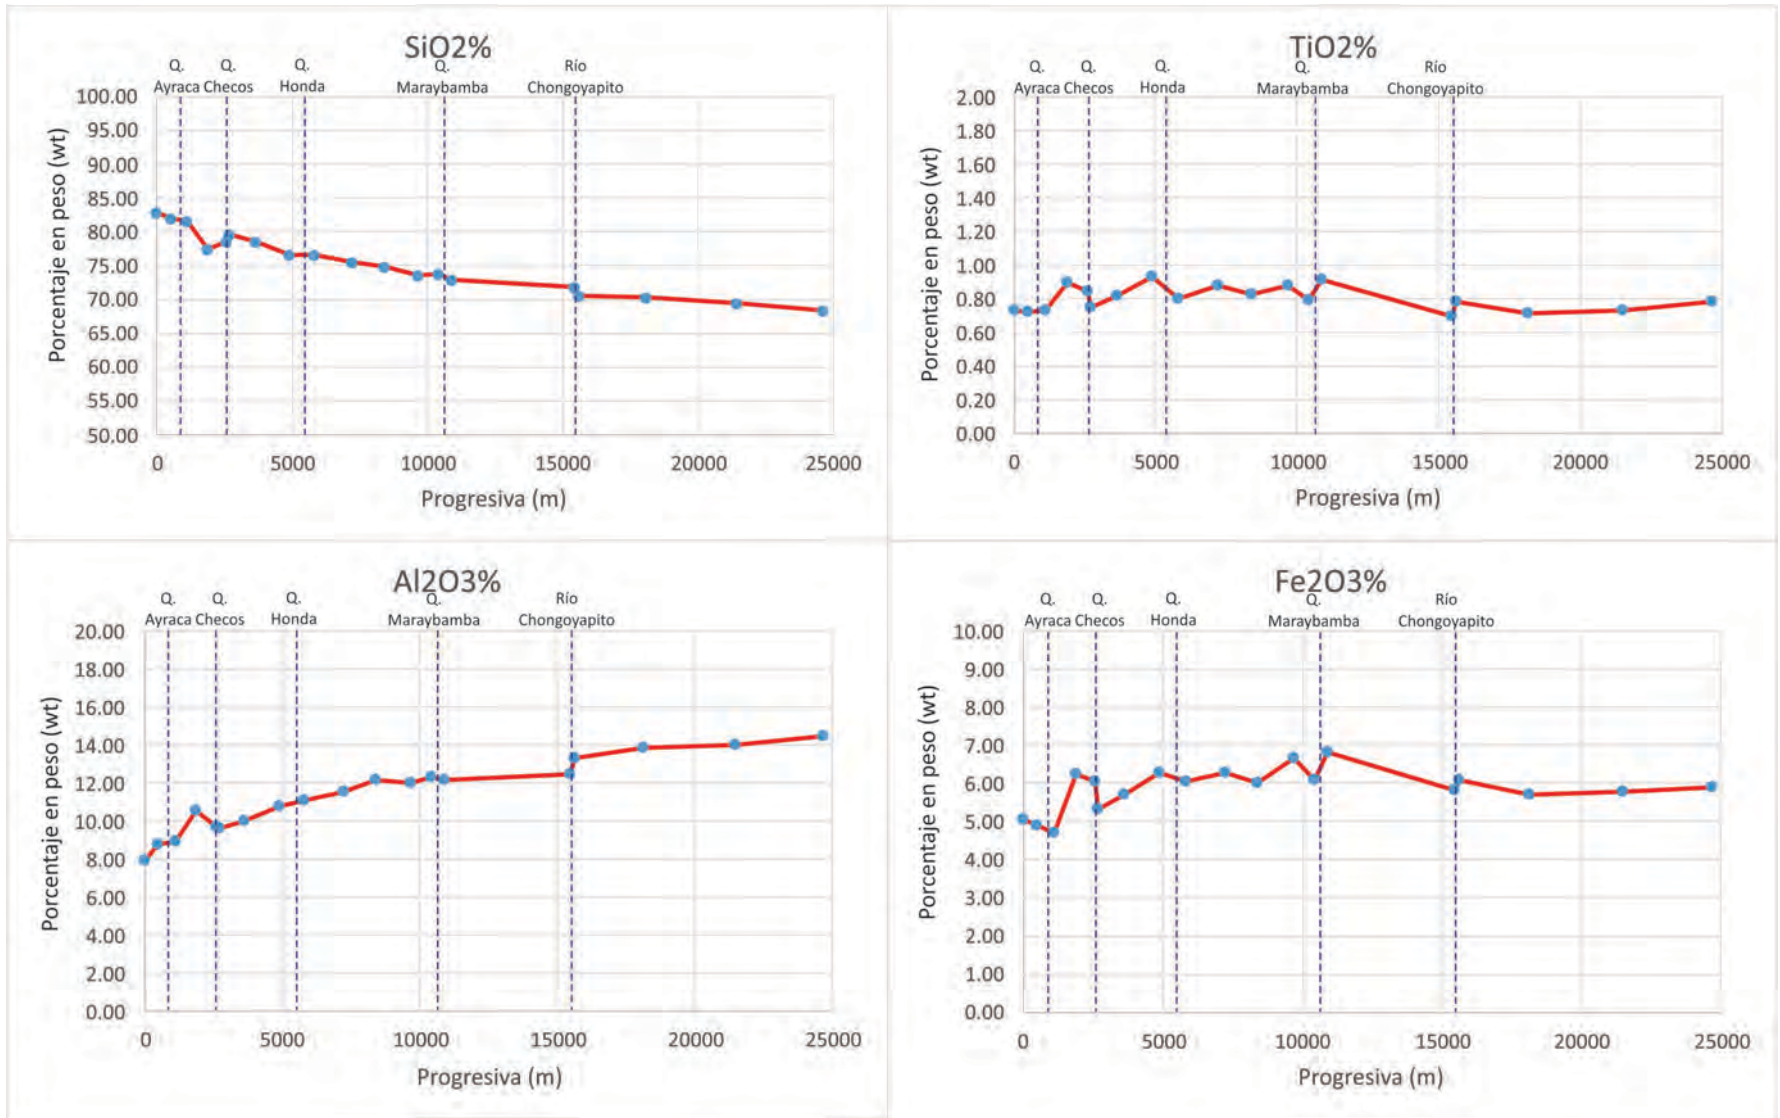 SiO2%
Q. Q. Q. Q. Río
Ayraca Checos Honda Maraybamba Chongoyapito
100.00
95.00
90.00
85.00
80.00
75.00
70.00
65.00
60.00
55.00
50.00
Porcentaje en peso (wt)
0 5000 10000 15000 20000 25000
Progresiva (m)
TiO2%
Q. Q. Q. Q. Río
Ayraca Checos Honda Maraybamba Chongoyapito
2.00
1.80
1.60
1.40
1.20
1.00
0.80
0.60
0.40
0.20
0.00
Porcentaje en peso (wt)
0 5000 10000 15000 20000 25000
Progresiva (m)
Al2O3%
Q. Q. Q. Q. Río
Ayraca Checos Honda Maraybamba Chongoyapito
20.00
18.00
16.00
14.00
12.00
10.00
8.00
6.00
4.00
2.00
0.00
Porcentaje en peso (wt)
0 5000 10000 15000 20000 25000
Progresiva (m)
Fe2O3%
Q. Q. Q. Q. Río
Ayraca Checos Honda Maraybamba Chongoyapito
10.00
9.00
8.00
7.00
6.00
5.00
4.00
3.00
2.00
1.00
0.00
Porcentaje en peso (wt)
0 5000 10000 15000 20000 25000
Progresiva (m)